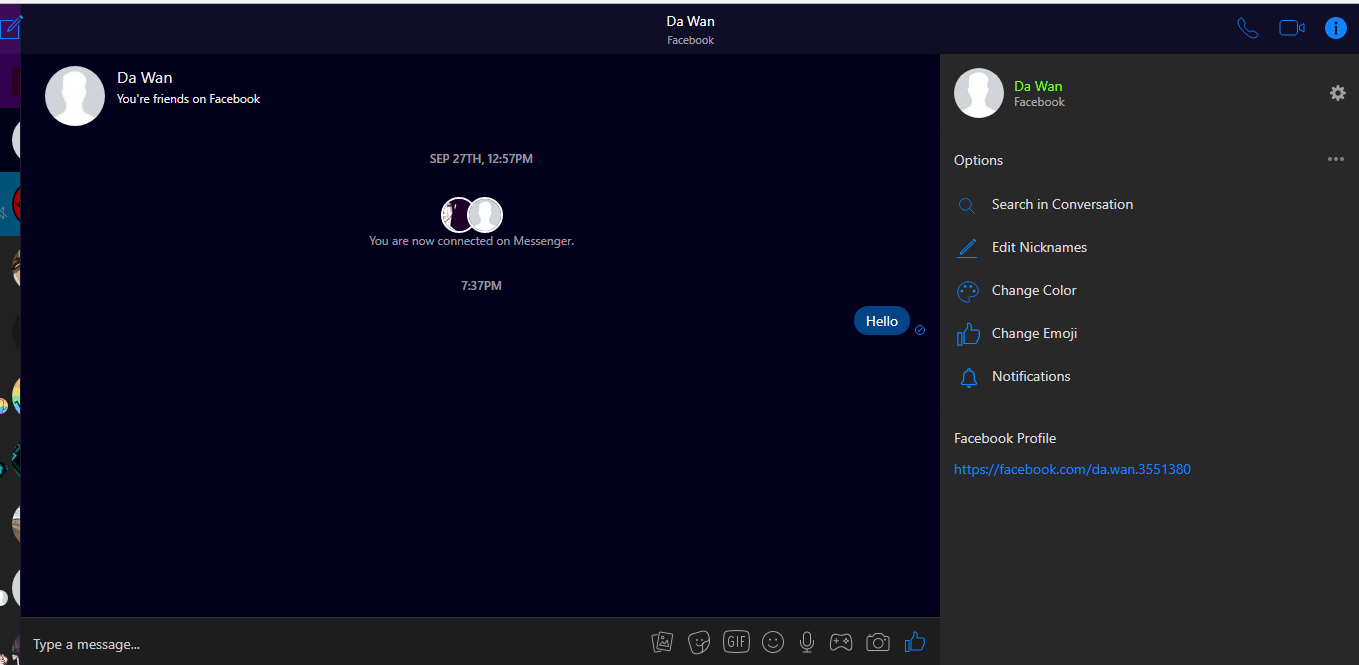 Da Wan
Facebook
Da Wan
You're friends on Facebook
SEP 27TH, 12:57PM
You are now connected on Messenger.
7:37PM
Hello
Type a message...
GIF
Da Wan
Facebook
Options
Search in Conversation
Edit Nicknames
Change Color
Change Emoji
Notifications
Facebook Profile
https://facebook.com/da.wan.3551380